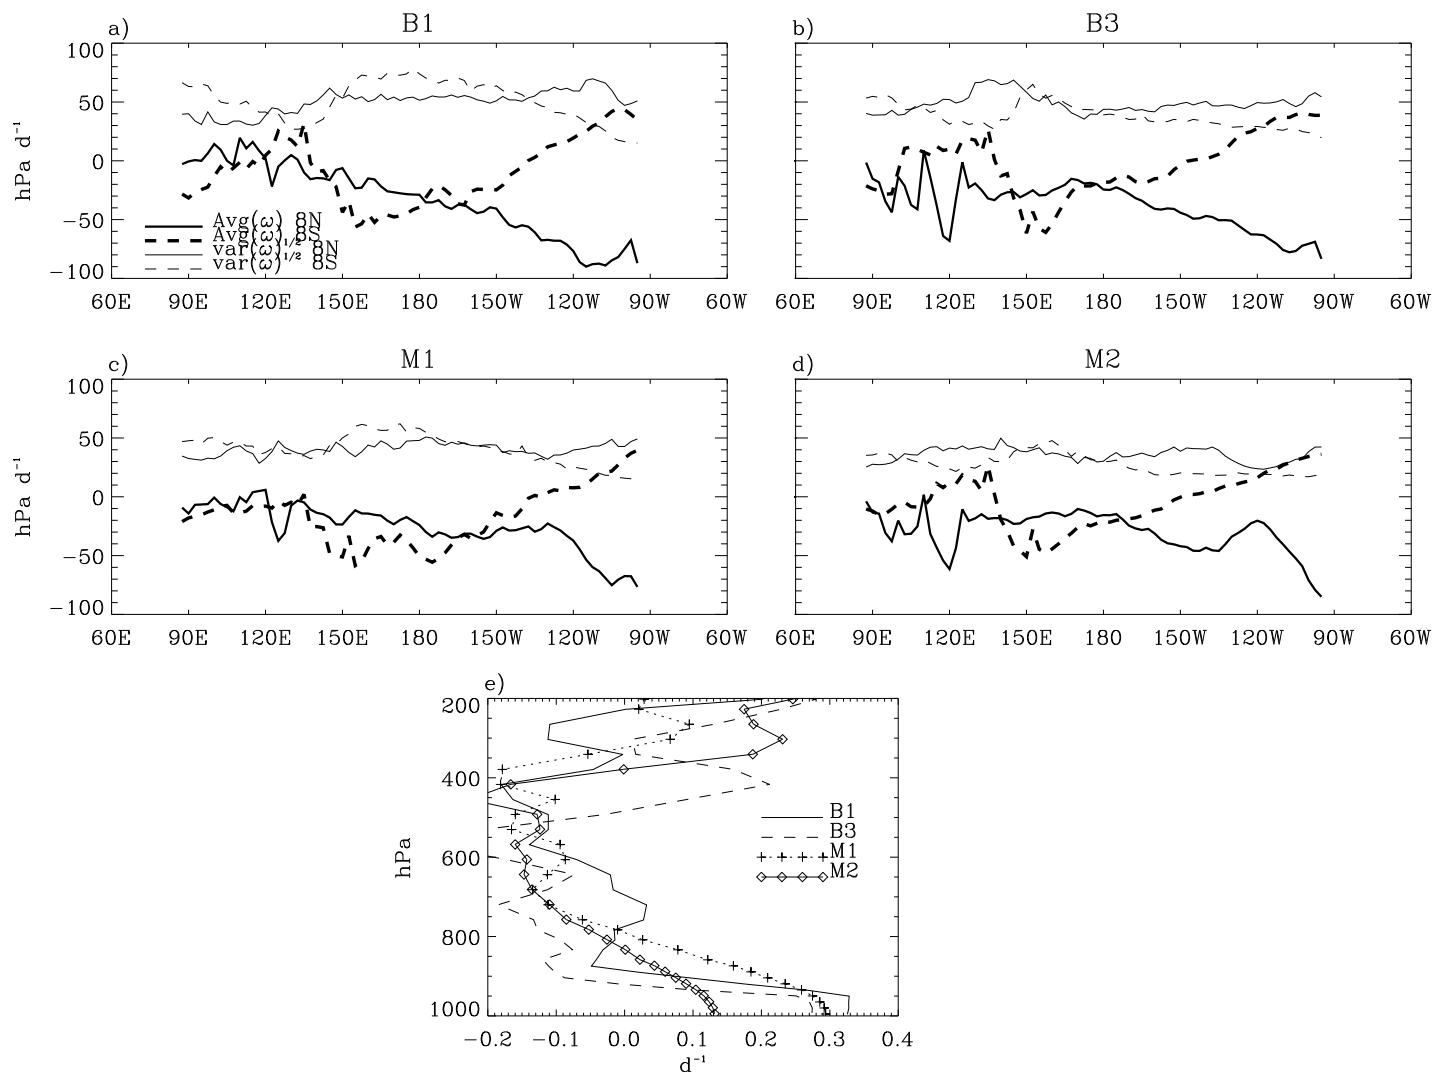 a) B1
100
50
0
−50
−100
hPa d⁻¹
Avg(ω) 8N
Avg(ω) 8S
var(ω)¹ᐟ² 8N
var(ω)¹ᐟ² 8S
60E 90E 120E 150E 180 150W 120W 90W 60W
b) B3
60E 90E 120E 150E 180 150W 120W 90W 60W
c) M1
100
50
0
−50
−100
hPa d⁻¹
60E 90E 120E 150E 180 150W 120W 90W 60W
d) M2
60E 90E 120E 150E 180 150W 120W 90W 60W
e)
200
400
600
800
1000
hPa
B1
B3
M1
M2
−0.2 −0.1 0.0 0.1 0.2 0.3 0.4
d⁻¹